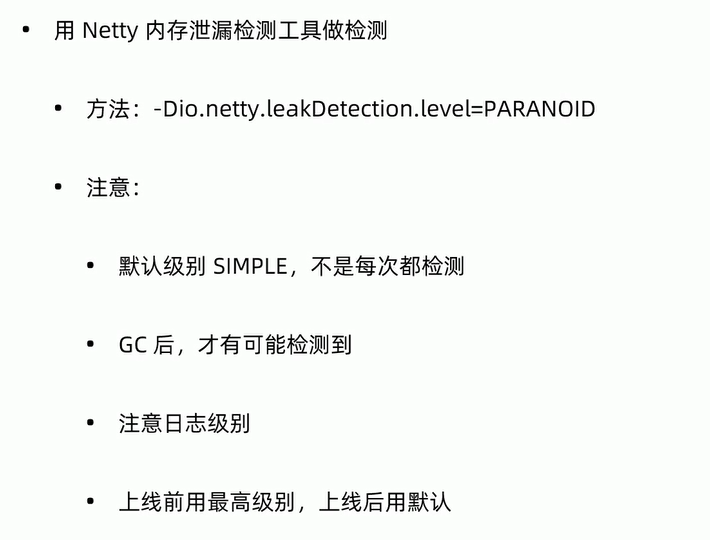 • 用 Netty 内存泄漏检测工具做检测
• 方法：-Dio.netty.leakDetection.level=PARANOID
• 注意：
• 默认级别 SIMPLE，不是每次都检测
• GC 后，才有可能检测到
• 注意日志级别
• 上线前用最高级别，上线后用默认